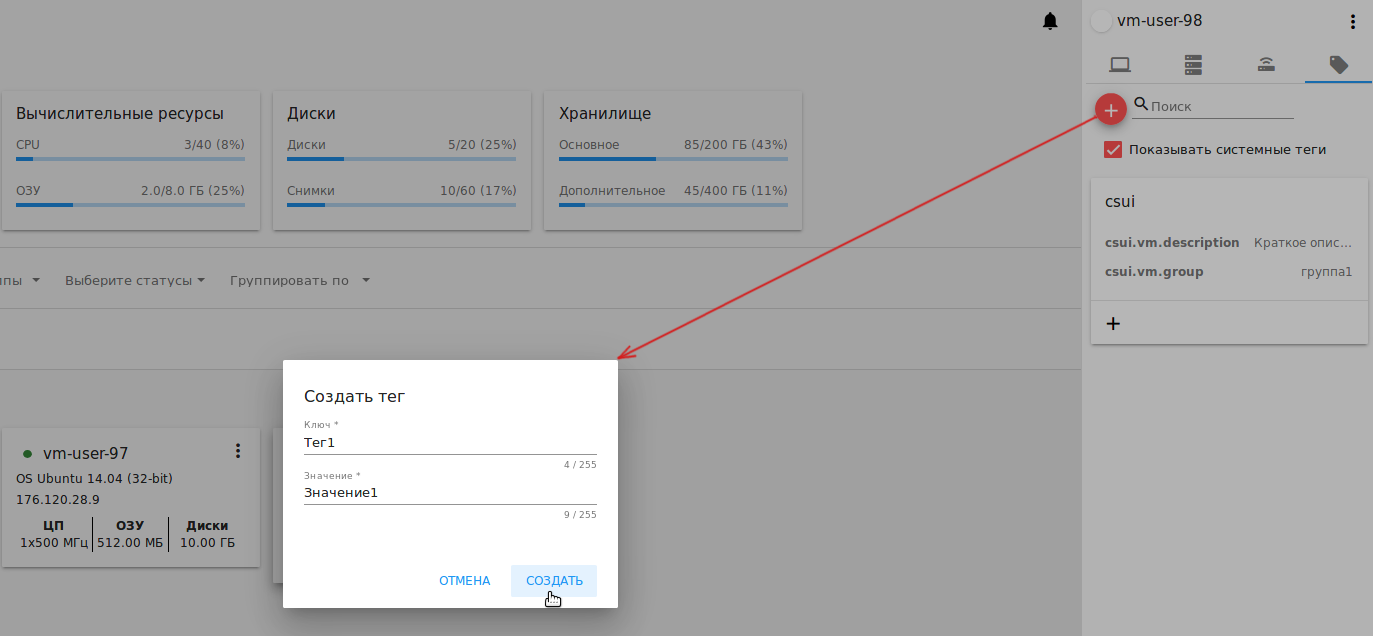 vm-user-98
Поиск
Показывать системные теги
csui
csui.vm.description Краткое опис...
csui.vm.group группа1
Вычислительные ресурсы
CPU 3/40 (8%)
ОЗУ 2.0/8.0 ГБ (25%)
Диски
Диски 5/20 (25%)
Снимки 10/60 (17%)
Хранилище
Основное 85/200 ГБ (43%)
Дополнительное 45/400 ГБ (11%)
ппы Выберите статусы Группировать по
vm-user-97
OS Ubuntu 14.04 (32-bit)
176.120.28.9
ЦП ОЗУ Диски
1x500 МГц 512.00 МБ 10.00 ГБ
Создать тег
Ключ *
Тег1
4 / 255
Значение *
Значение1
9 / 255
ОТМЕНА СОЗДАТЬ